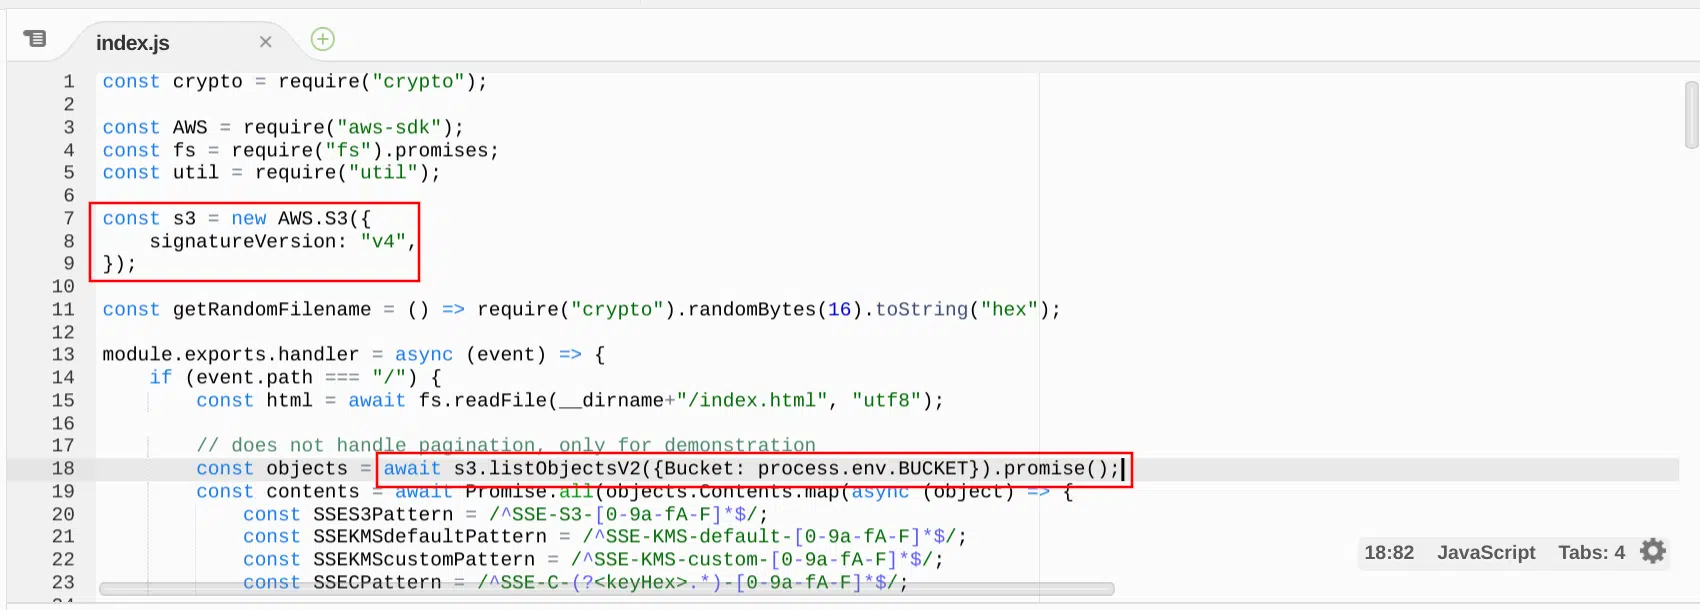 index.js
1 const crypto = require("crypto");
2
3 const AWS = require("aws-sdk");
4 const fs = require("fs").promises;
5 const util = require("util");
6
7 const s3 = new AWS.S3({
8 signatureVersion: "v4",
9 });
10
11 const getRandomFilename = () => require("crypto").randomBytes(16).toString("hex");
12
13 module.exports.handler = async (event) => {
14 if (event.path === "/") {
15 const html = await fs.readFile(__dirname+"/index.html", "utf8");
16
17 // does not handle pagination, only for demonstration
18 const objects = await s3.listObjectsV2({Bucket: process.env.BUCKET}).promise();
19 const contents = await Promise.all(objects.Contents.map(async (object) => {
20 const SSES3Pattern = /^SSE-S3-[0-9a-fA-F]*$/;
21 const SSEKMSdefaultPattern = /^SSE-KMS-default-[0-9a-fA-F]*$/;
22 const SSEKMScustomPattern = /^SSE-KMS-custom-[0-9a-fA-F]*$/;
23 const SSECPattern = /^SSE-C-(?<keyHex>.*)-[0-9a-fA-F]*$/;
18:82 JavaScript Tabs: 4